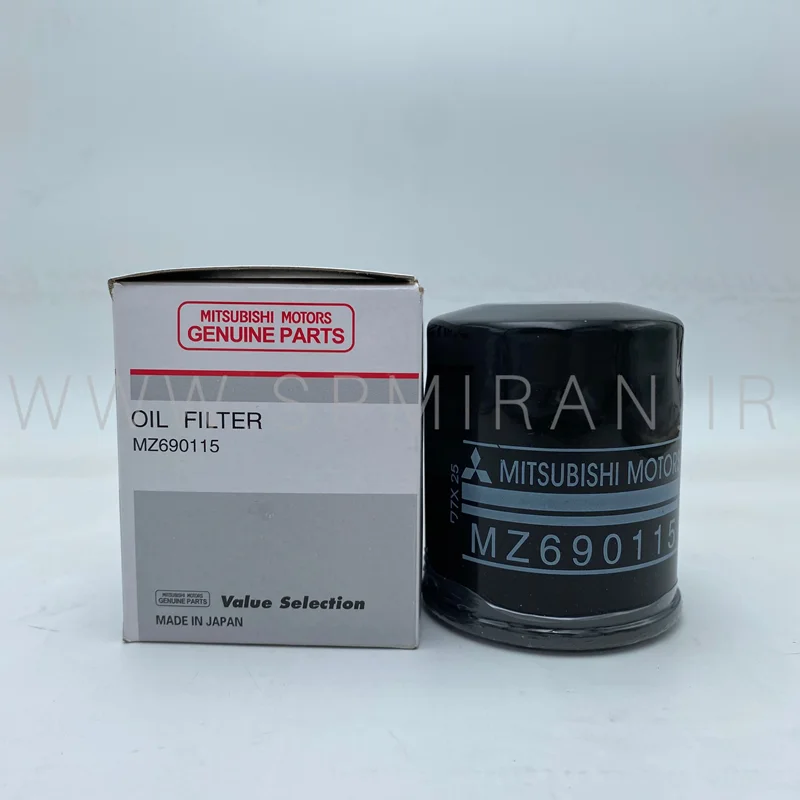 MITSUBISHI MOTORS
GENUINE PARTS
WWW.SPMIRAN.IR
OIL FILTER
MZ690115
MITSUBISHI MOTORS
GENUINE PARTS
Value Selection
MADE IN JAPAN
77X 25
MITSUBISHI MOTORS
MZ690115